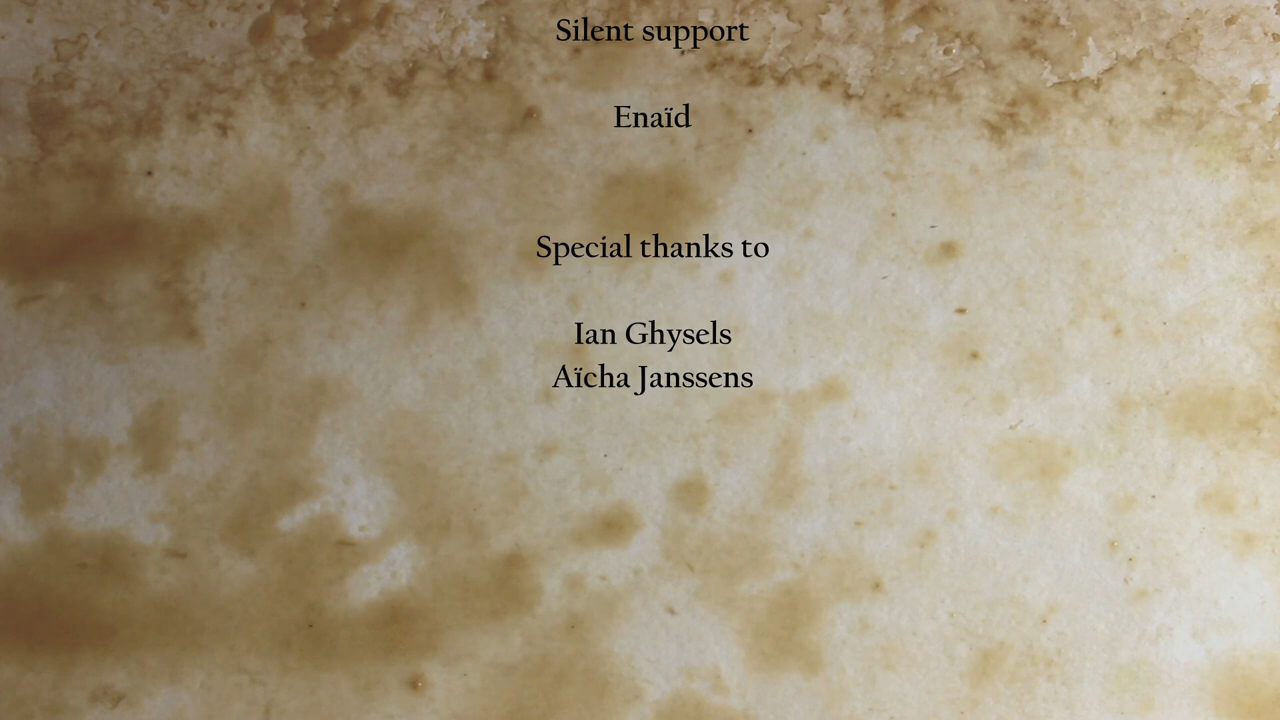 Silent support
Enaïd
Special thanks to
Ian Ghysels
Aïcha Janssens